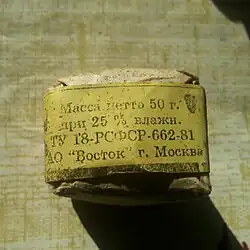 Масса нетто 50 г.
при 25 % влажн.
ТУ 18-РСФСР-662-81
АО "Восток" г. Москва